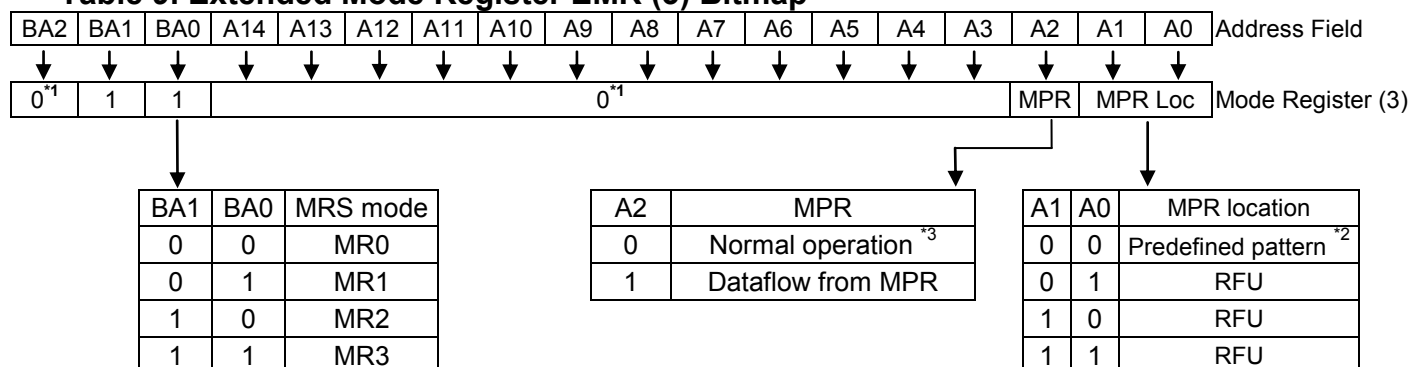 Table 9. Extended Mode Register EMR (3) Bitmap
BA2 BA1 BA0 A14 A13 A12 A11 A10 A9 A8 A7 A6 A5 A4 A3 A2 A1 A0 Address Field
0*1 1 1 0*1 MPR MPR Loc Mode Register (3)
BA1 BA0 MRS mode
0 0 MR0
0 1 MR1
1 0 MR2
1 1 MR3
A2 MPR
0 Normal operation *3
1 Dataflow from MPR
A1 A0 MPR location
0 0 Predefined pattern *2
0 1 RFU
1 0 RFU
1 1 RFU